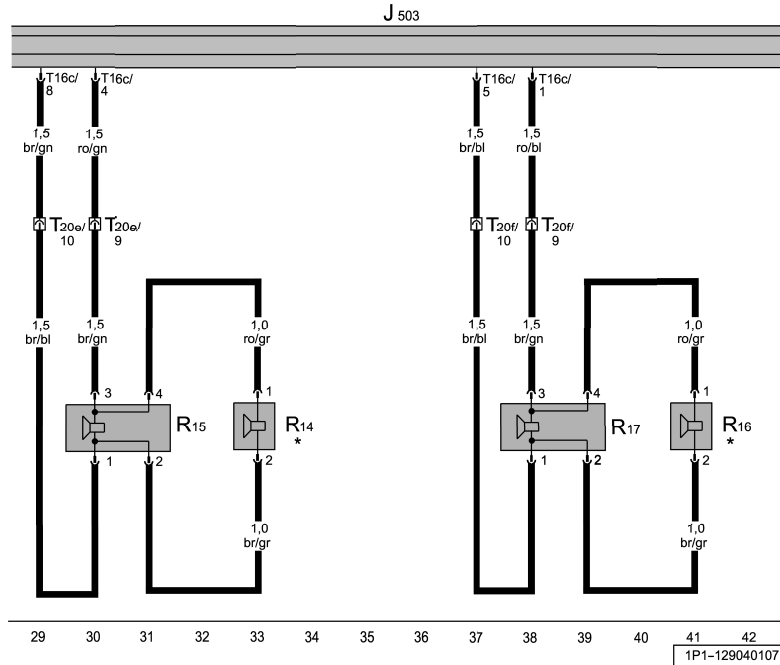 J 503
T16c/ T16c/ T16c/ T16c/
8 4 5 1
1,5 1,5 1,5 1,5
br/gn ro/gn br/bl ro/bl
T20e/ T20e/ T20f/ T20f/
10 9 10 9
1,5 1,5 1,0 1,5 1,5 1,0
br/bl br/gn ro/gr br/bl br/gn ro/gr
3 4 1 3 4 1
R15 R14 R17 R16
* *
1 2 2 1 2 2
1,0 1,0
br/gr br/gr
29 30 31 32 33 34 35 36 37 38 39 40 41 42
1P1-129040107